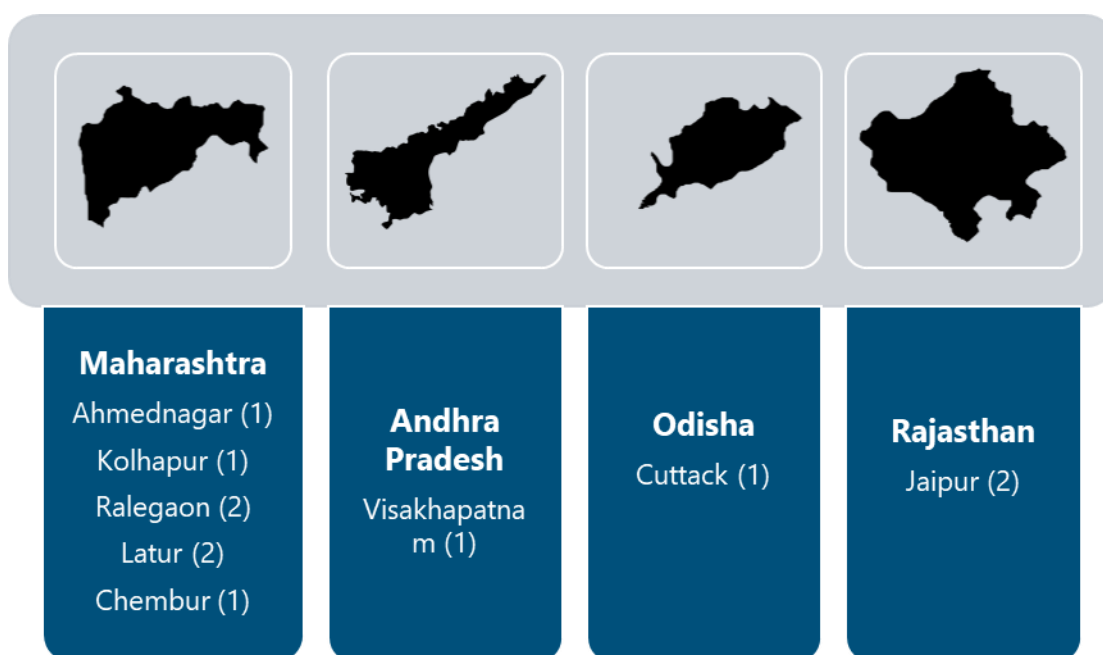 Maharashtra
Ahmednagar (1)
Kolhapur (1)
Ralegaon (2)
Latur (2)
Chembur (1)
Andhra
Pradesh
Visakhapatna
m (1)
Odisha
Cuttack (1)
Rajasthan
Jaipur (2)